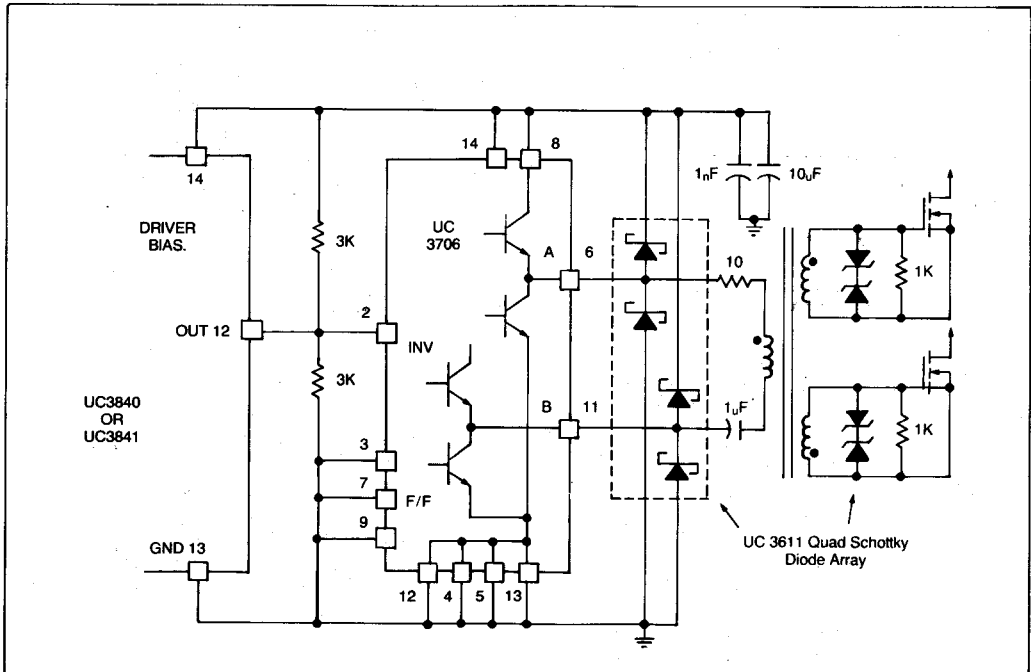 14
8
14
1nF
10uF
DRIVER
BIAS.
3K
UC
3706
A
6
10
1K
2
OUT 12
INV
3K
B
11
1uF
UC3840
OR
UC3841
3
7
F/F
9
1K
GND 13
12
4
5
13
UC 3611 Quad Schottky
Diode Array